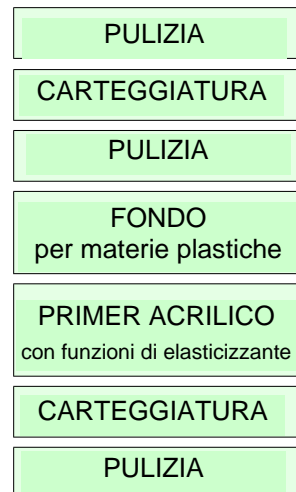 PULIZIA
CARTEGGIATURA
PULIZIA
FONDO
per materie plastiche
PRIMER ACRILICO
con funzioni di elasticizzante
CARTEGGIATURA
PULIZIA